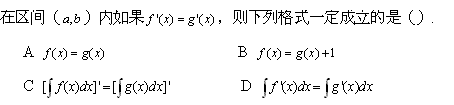 在区间（a,b）内如果 f'(x) = g'(x)，则下列格式一定成立的是（）.
A f(x) = g(x) B f(x) = g(x)+1
C [∫f(x)dx]'=[∫g(x)dx]' D ∫f'(x)dx=∫g'(x)dx